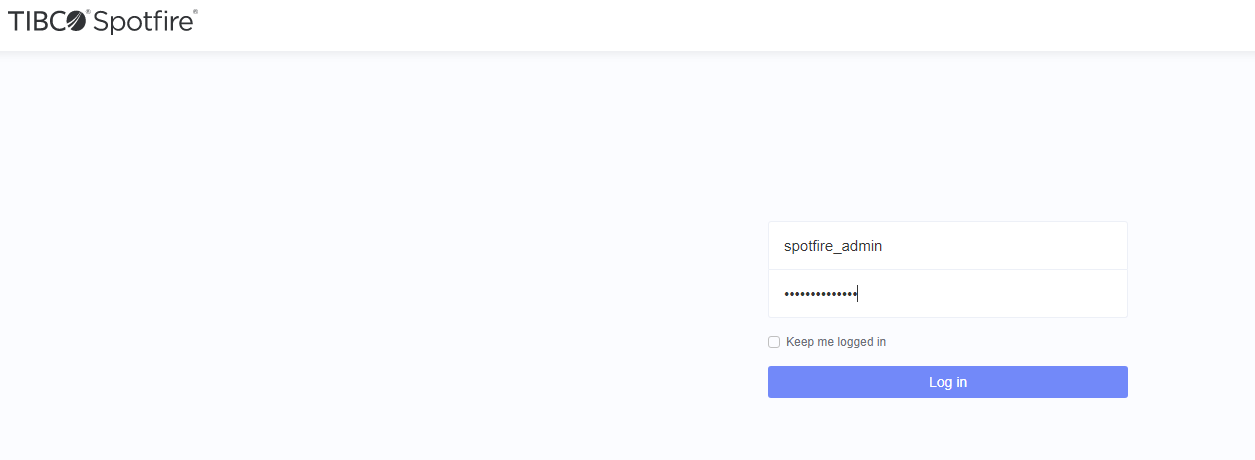 TIBCO® Spotfire®
spotfire_admin
••••••••••••••
Keep me logged in
Log in